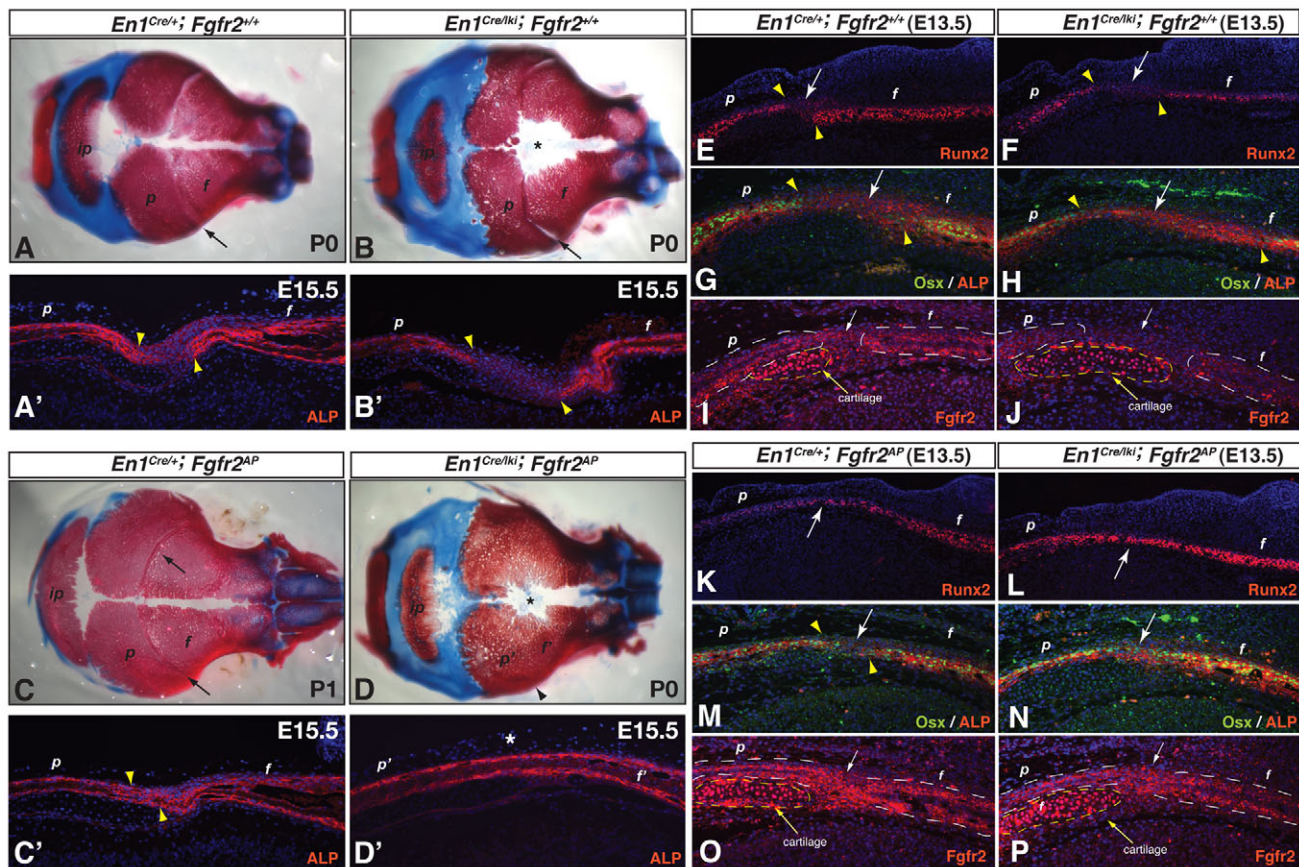 En1Cre/+; Fgfr2+/+
En1Cre/lki; Fgfr2+/+
En1Cre/+; Fgfr2+/+ (E13.5)
En1Cre/lki; Fgfr2+/+ (E13.5)
ip
p
f
A
P0
ip
*
p
f
B
P0
p
f
E
Runx2
p
f
F
Runx2
p
f
G
Osx / ALP
p
f
H
Osx / ALP
E15.5
p
f
A'
ALP
E15.5
p
f
B'
ALP
p
f
cartilage
I
Fgfr2
p
f
cartilage
J
Fgfr2
En1Cre/+; Fgfr2AP
En1Cre/lki; Fgfr2AP
En1Cre/+; Fgfr2AP (E13.5)
En1Cre/lki; Fgfr2AP (E13.5)
ip
p
f
C
P1
ip
*
p'
f'
D
P0
p
f
K
Runx2
p
f
L
Runx2
p
f
M
Osx / ALP
p
f
N
Osx / ALP
E15.5
p
f
C'
ALP
E15.5
*
p'
f'
D'
ALP
p
f
cartilage
O
Fgfr2
p
f
f
cartilage
P
Fgfr2